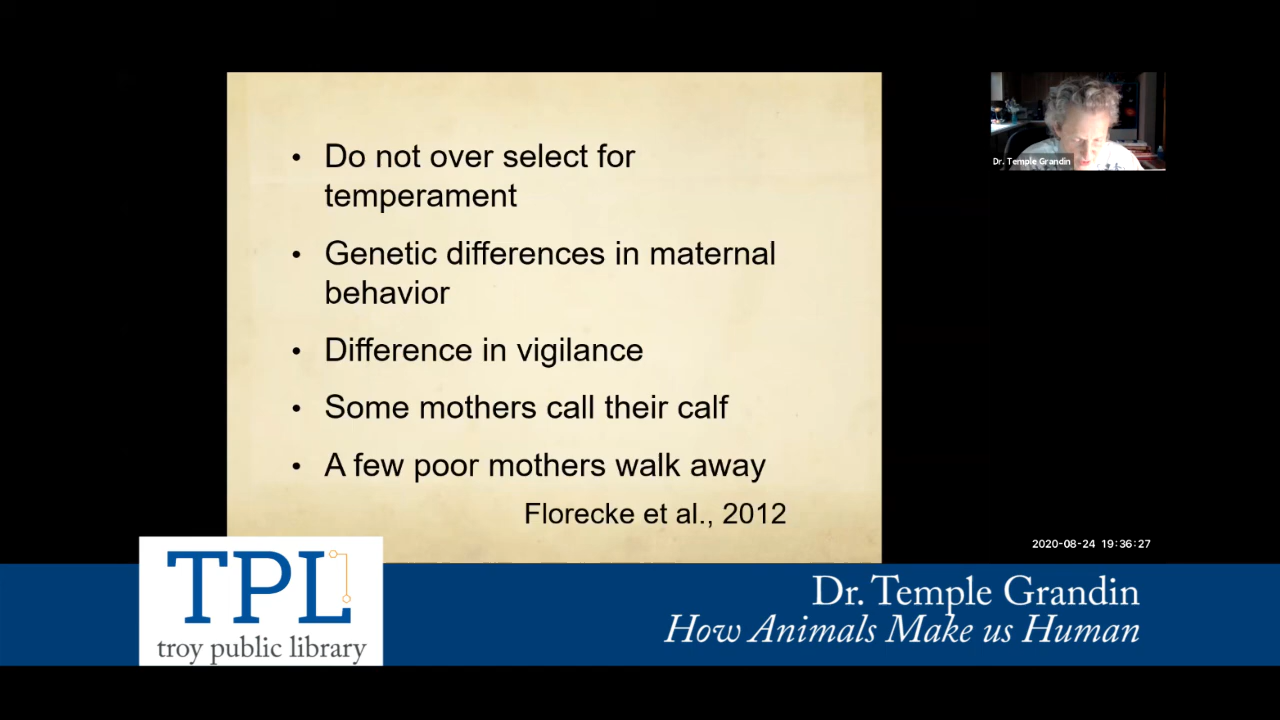 • Do not over select for
temperament
• Genetic differences in maternal
behavior
• Difference in vigilance
• Some mothers call their calf
• A few poor mothers walk away
Florecke et al., 2012
Dr. Temple Grandin
2020-08-24 19:36:27
TPL
troy public library
Dr. Temple Grandin
How Animals Make us Human